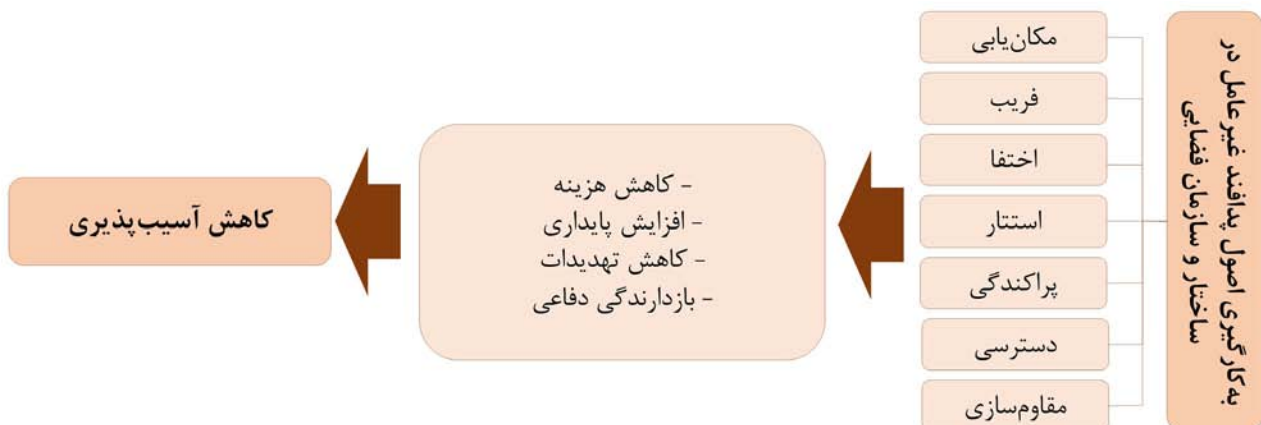 به‌کارگیری اصول پدافند غیرعامل در
ساختار و سازمان فضایی
مکان‌یابی
فریب
اختفا
استتار
پراکندگی
دسترسی
مقاوم‌سازی
- کاهش هزینه
- افزایش پایداری
- کاهش تهدیدات
- بازدارندگی دفاعی
کاهش آسیب‌پذیری